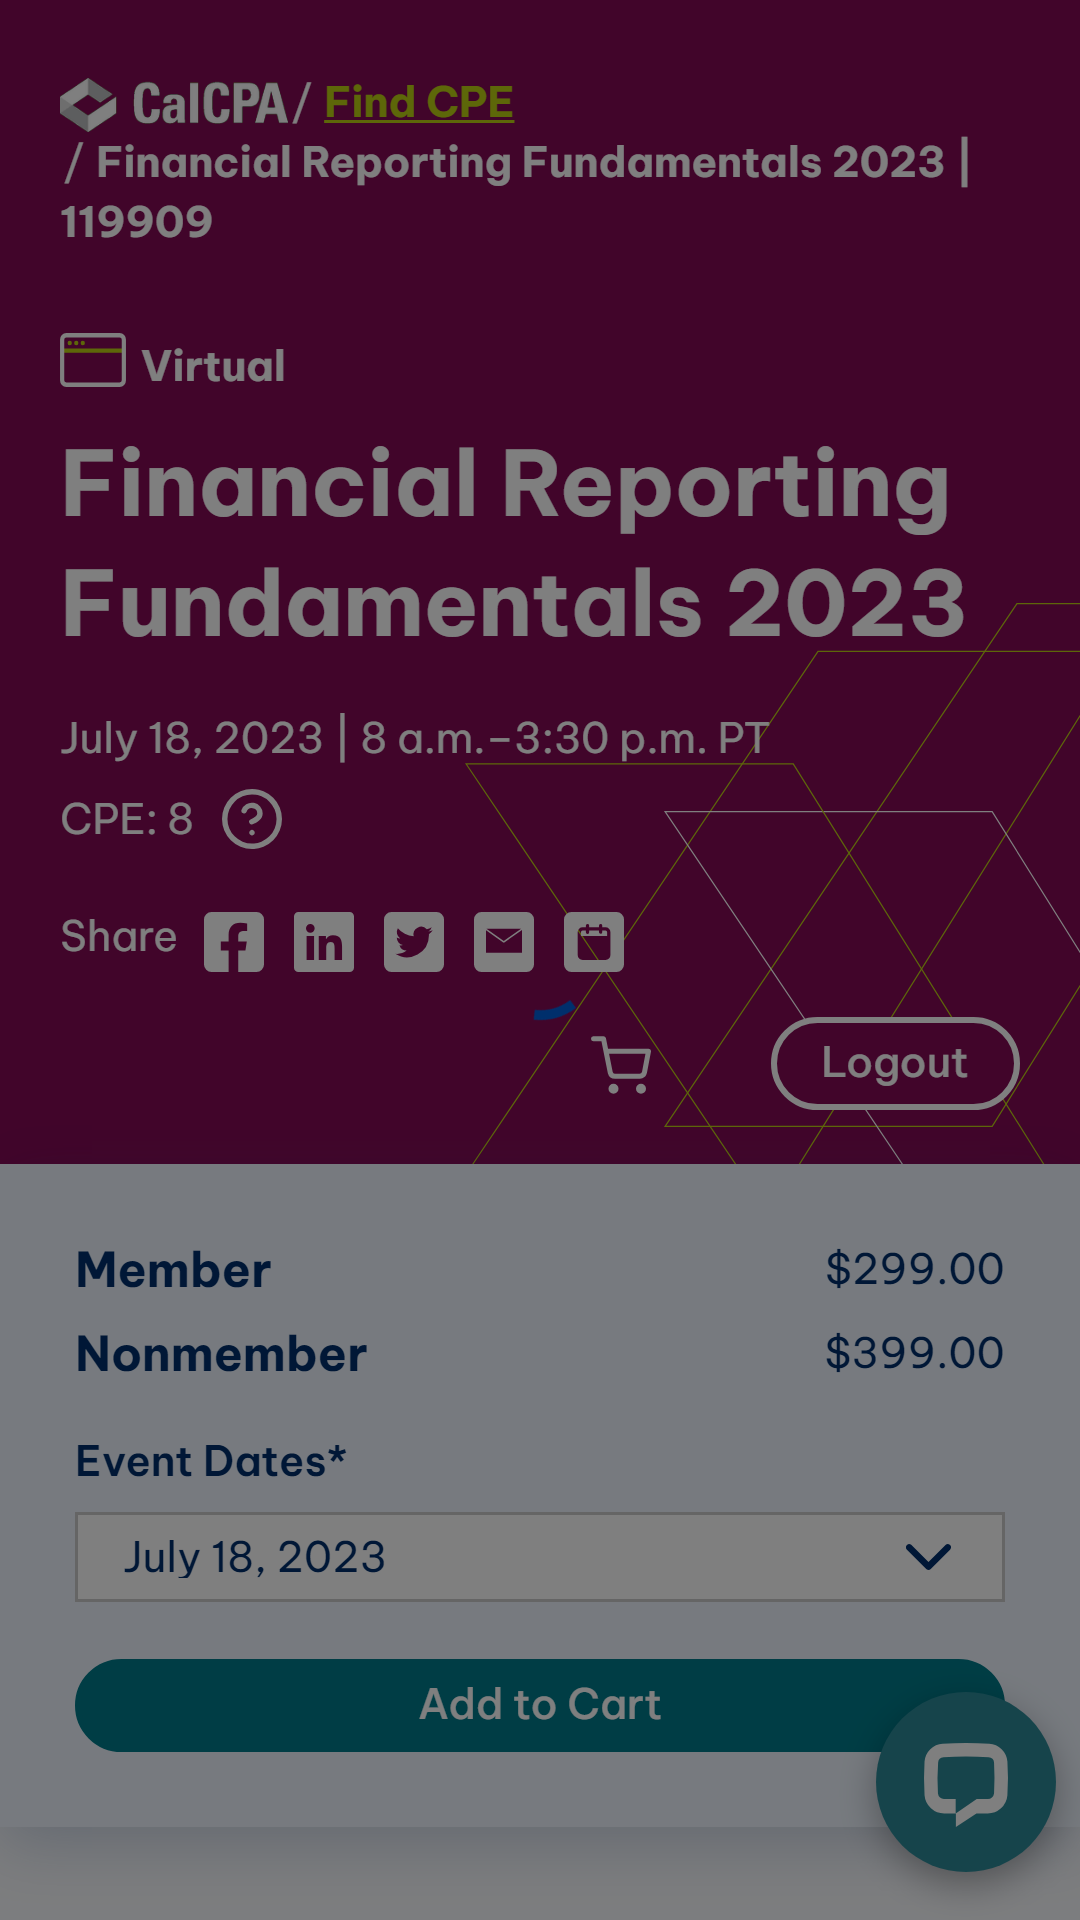 CalCPA / Find CPE
/ Financial Reporting Fundamentals 2023 |
119909
Virtual
Financial Reporting
Fundamentals 2023
July 18, 2023 | 8 a.m.–3:30 p.m. PT
CPE: 8 ?
Share
Logout
Member $299.00
Nonmember $399.00
Event Dates*
July 18, 2023
Add to Cart